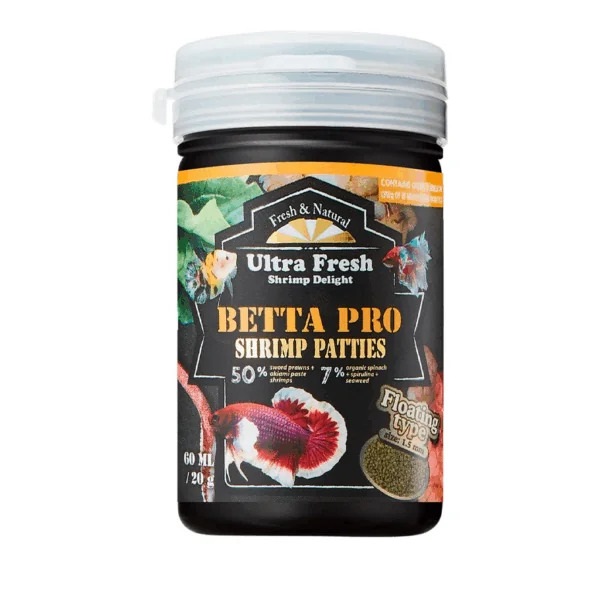 CONTAINS
Fresh & Natural
Ultra Fresh
Shrimp Delight
BETTA PRO
SHRIMP PATTIES
50% sword prawns +
akiami paste
shrimps
7% organic spinach
+ spirulina +
seaweed
Floating
type
size: 1.5 mm
60 ML
/ 20 g